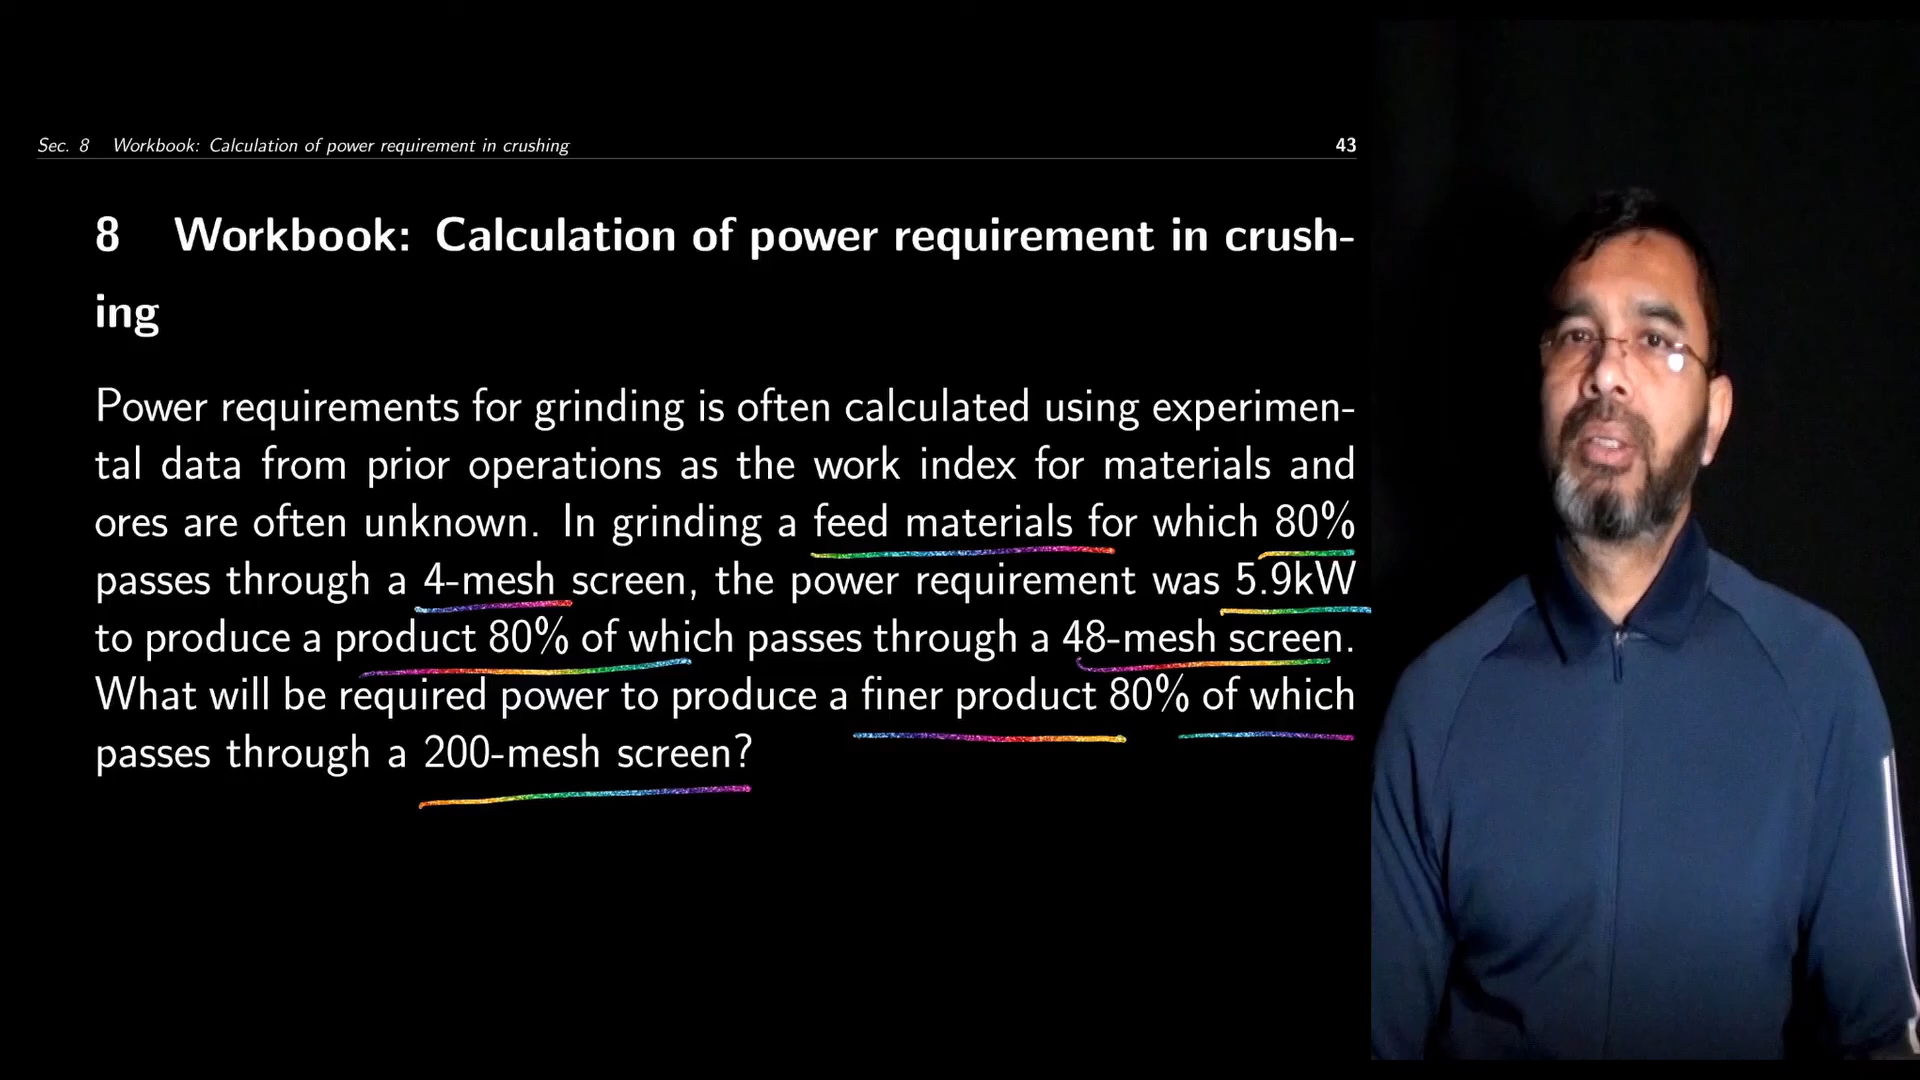 Sec. 8 Workbook: Calculation of power requirement in crushing 43
8 Workbook: Calculation of power requirement in crush-
ing
Power requirements for grinding is often calculated using experimen-
tal data from prior operations as the work index for materials and
ores are often unknown. In grinding a feed materials for which 80%
passes through a 4-mesh screen, the power requirement was 5.9kW
to produce a product 80% of which passes through a 48-mesh screen.
What will be required power to produce a finer product 80% of which
passes through a 200-mesh screen?